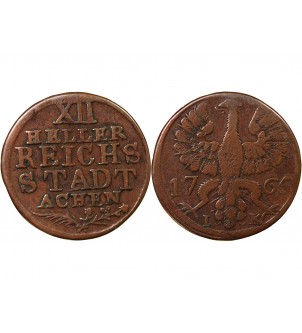 XII
HELLER
REICHS
STADT
ACHEN
17